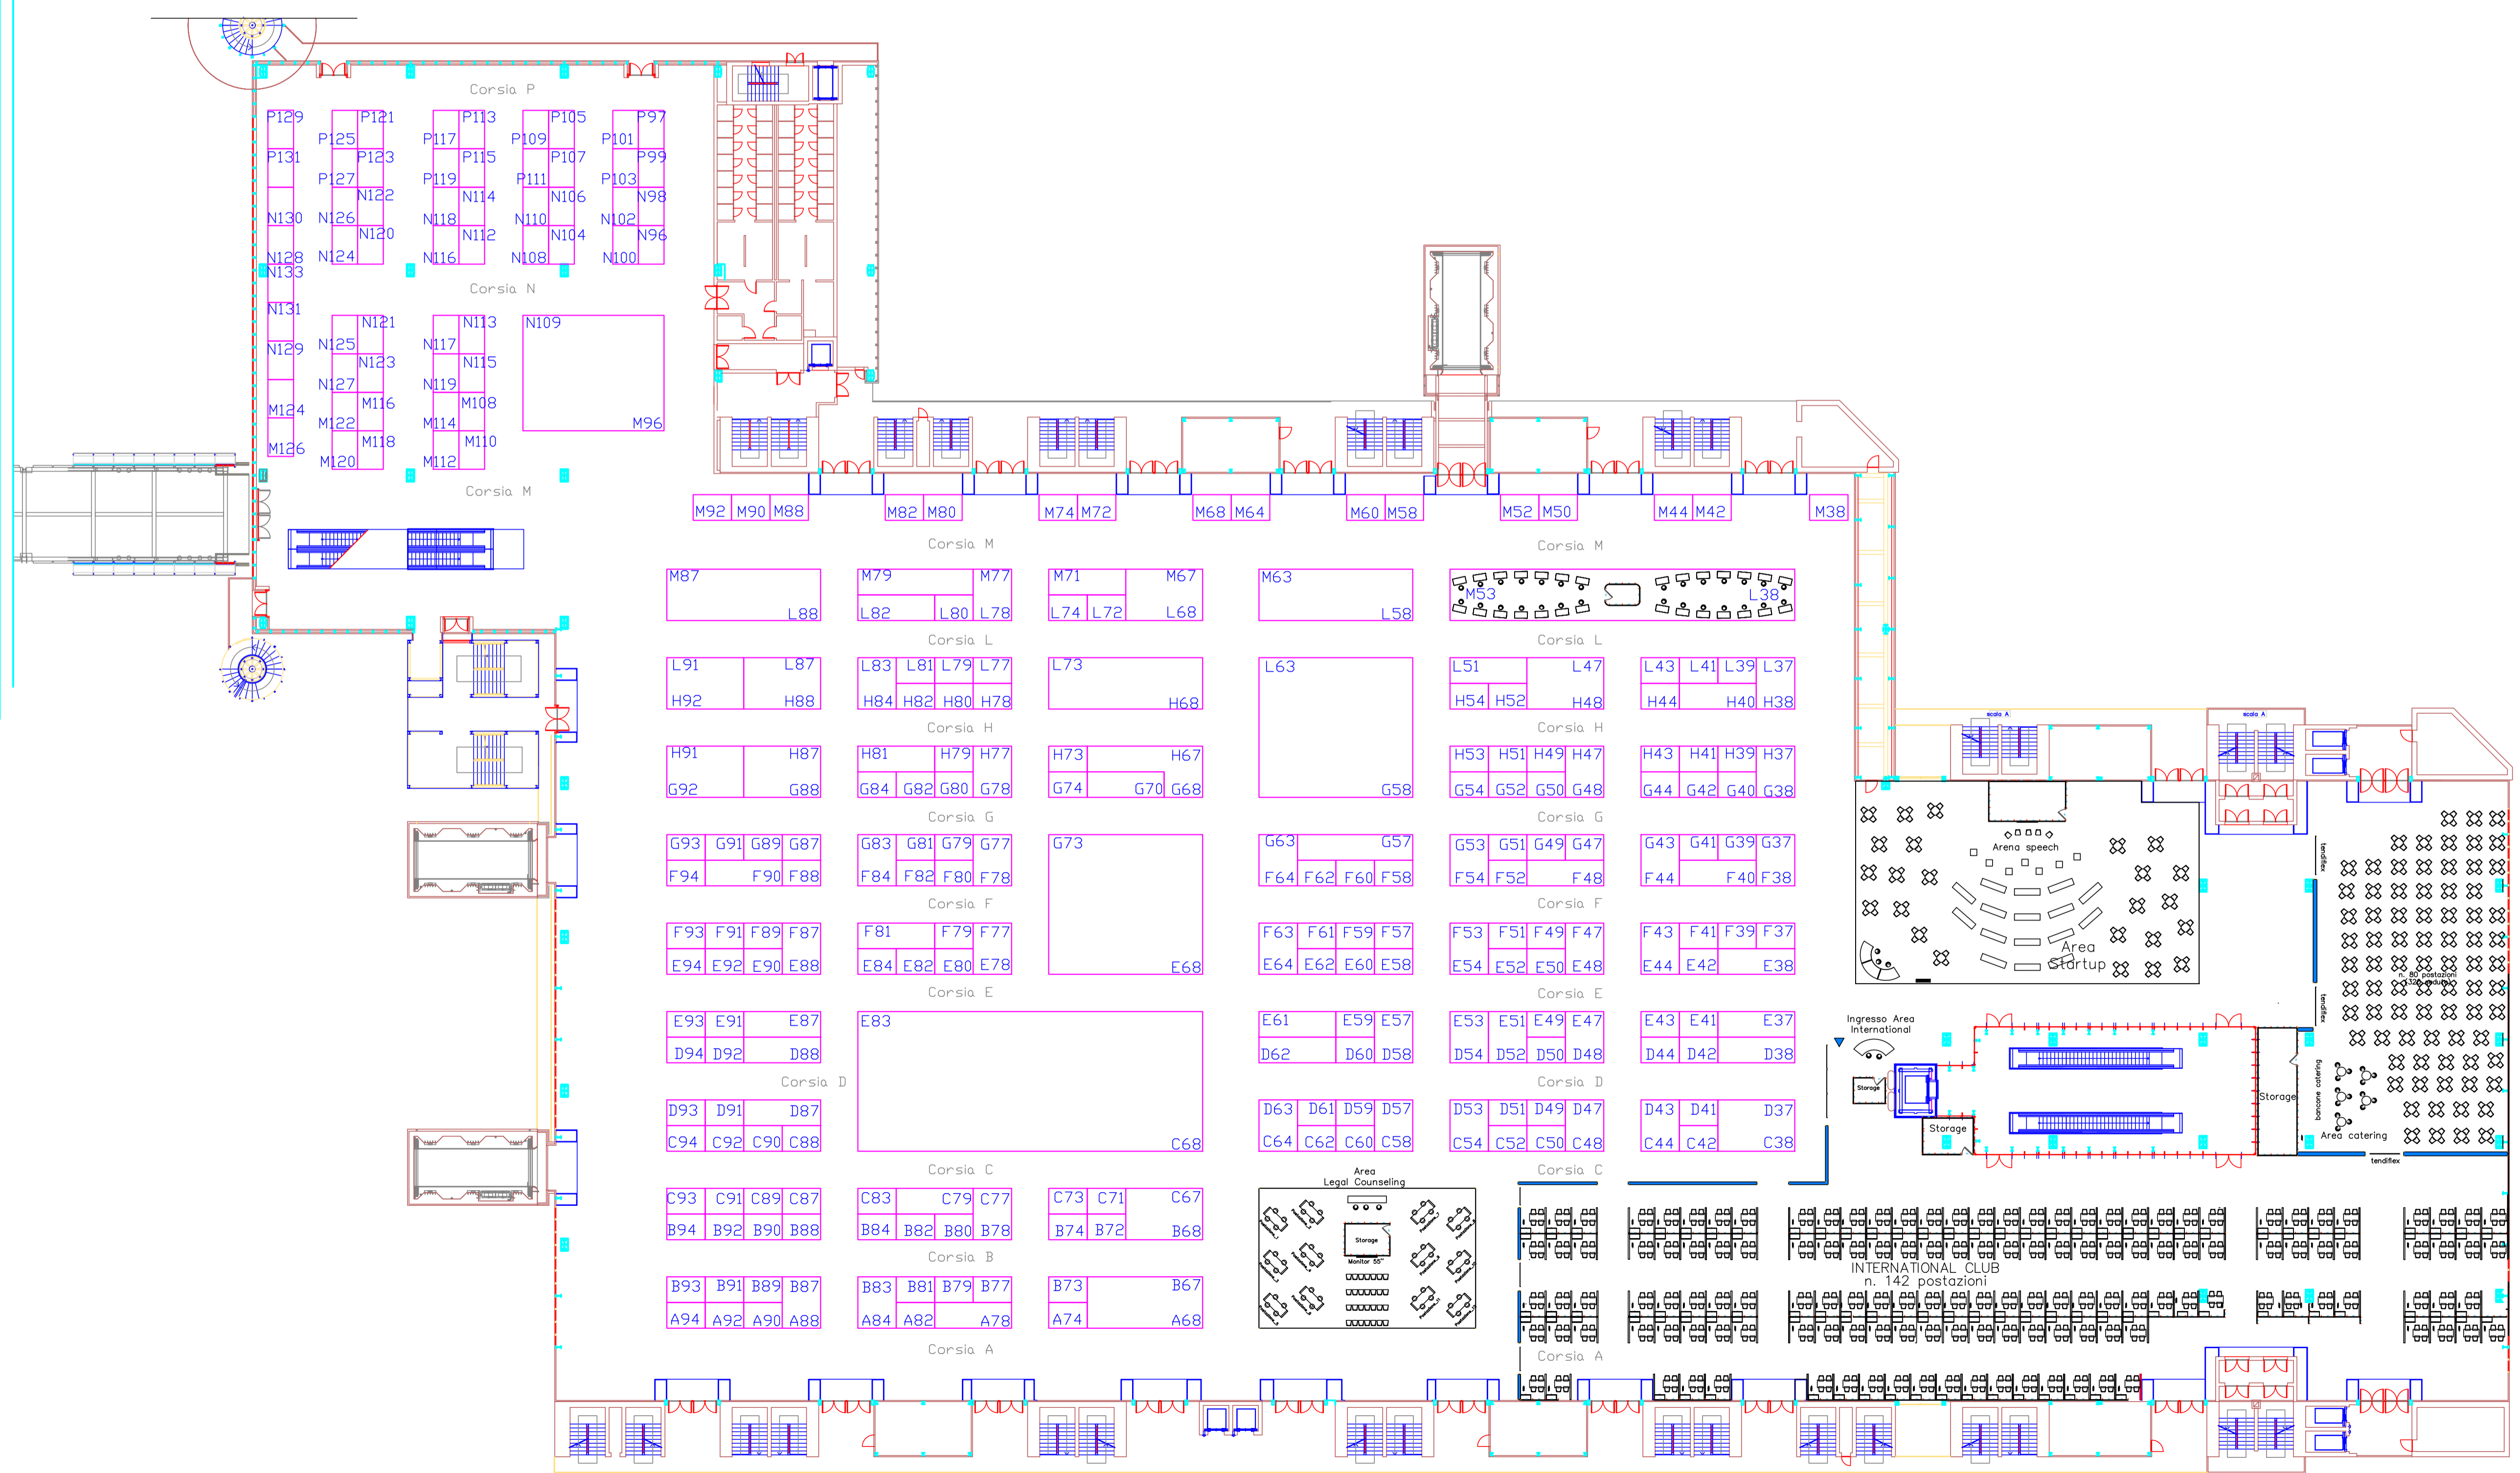 Corsia P
P129 P121 P113 P105 P97
P125 P117 P109 P101
P131 P123 P115 P107 P99
P127 P119 P111 P103
N122 N114 N106 N98
N130 N126 N118 N110 N102
N120 N112 N104 N96
N128 N124 N116 N108 N100
N133
Corsia N
N131
N121 N113 N109
N125 N117
N129 N123 N115
N127 N119
M124 M116 M108
M122 M114 M96
M126 M118 M110
M120 M112
Corsia M
M92 M90 M88 M82 M80 M74 M72 M68 M64 M60 M58 M52 M50 M44 M42 M38
Corsia M Corsia M
M87 M79 M77 M71 M67 M63 M53 L38
L88 L82 L80 L78 L74 L72 L68 L58
Corsia L Corsia L
L91 L87 L83 L81 L79 L77 L73 L63 L51 L47 L43 L41 L39 L37
H92 H88 H84 H82 H80 H78 H68 H54 H52 H48 H44 H40 H38
scala A scala A
Corsia H Corsia H
H91 H87 H81 H79 H77 H73 H67 H53 H51 H49 H47 H43 H41 H39 H37
G92 G88 G84 G82 G80 G78 G74 G70 G68 G58 G54 G52 G50 G48 G44 G42 G40 G38
Corsia G Corsia G
G93 G91 G89 G87 G83 G81 G79 G77 G73 G63 G57 G53 G51 G49 G47 G43 G41 G39 G37
F94 F90 F88 F84 F82 F80 F78 F64 F62 F60 F58 F54 F52 F48 F44 F40 F38
Arena speech
tendiflex
Corsia F Corsia F
F93 F91 F89 F87 F81 F79 F77 F63 F61 F59 F57 F53 F51 F49 F47 F43 F41 F39 F37
E94 E92 E90 E88 E84 E82 E80 E78 E68 E64 E62 E60 E58 E54 E52 E50 E48 E44 E42 E38
Area
Startup
n. 80 postazioni
tendiflex
Corsia E Corsia E
E93 E91 E87 E83 E61 E59 E57 E53 E51 E49 E47 E43 E41 E37
D94 D92 D88 D62 D60 D58 D54 D52 D50 D48 D44 D42 D38
Ingresso Area
International
Corsia D Corsia D
Storage
Storage
bancone catering
D93 D91 D87 D63 D61 D59 D57 D53 D51 D49 D47 D43 D41 D37
C94 C92 C90 C88 C68 C64 C62 C60 C58 C54 C52 C50 C48 C44 C42 C38
Storage
Area catering
tendiflex
Corsia C Corsia C
Area
Legal Counseling
C93 C91 C89 C87 C83 C79 C77 C73 C71 C67
B94 B92 B90 B88 B84 B82 B80 B78 B74 B72 B68
Storage
Monitor 55"
Corsia B
INTERNATIONAL CLUB
n. 142 postazioni
B93 B91 B89 B87 B83 B81 B79 B77 B73 B67
A94 A92 A90 A88 A84 A82 A78 A74 A68
Corsia A Corsia A